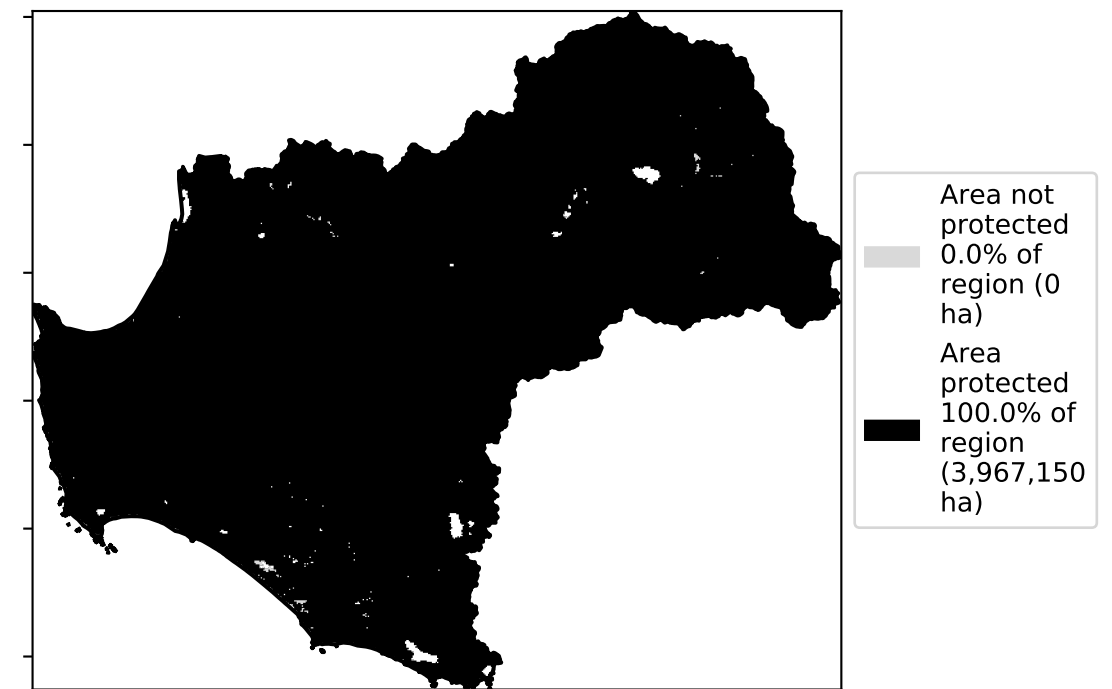 Area not
protected
0.0% of
region (0
ha)
Area
protected
100.0% of
region
(3,967,150
ha)